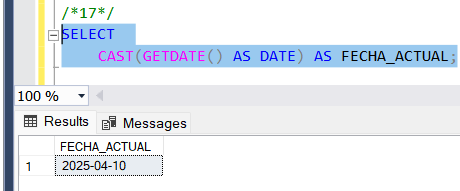 /*17*/
SELECT
CAST(GETDATE() AS DATE) AS FECHA_ACTUAL;
100 %
Results Messages
FECHA_ACTUAL
1 2025-04-10